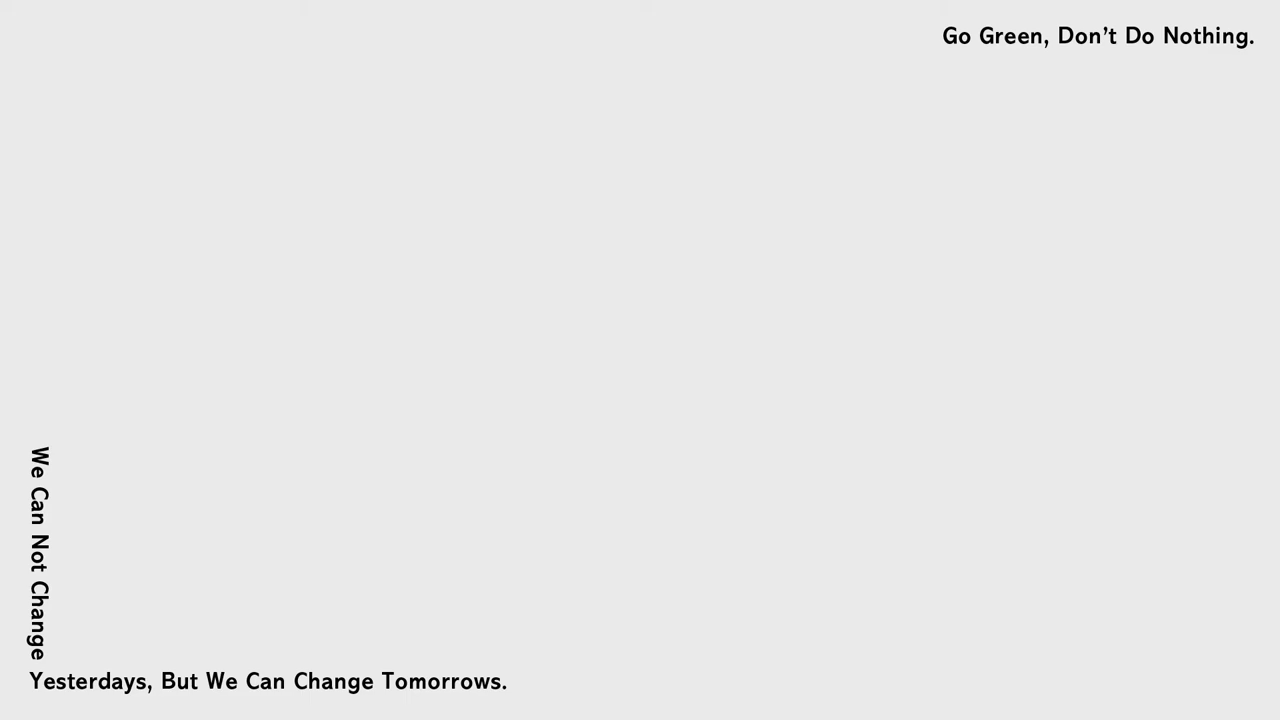 Go Green, Don’t Do Nothing.
We Can Not Change
Yesterdays, But We Can Change Tomorrows.